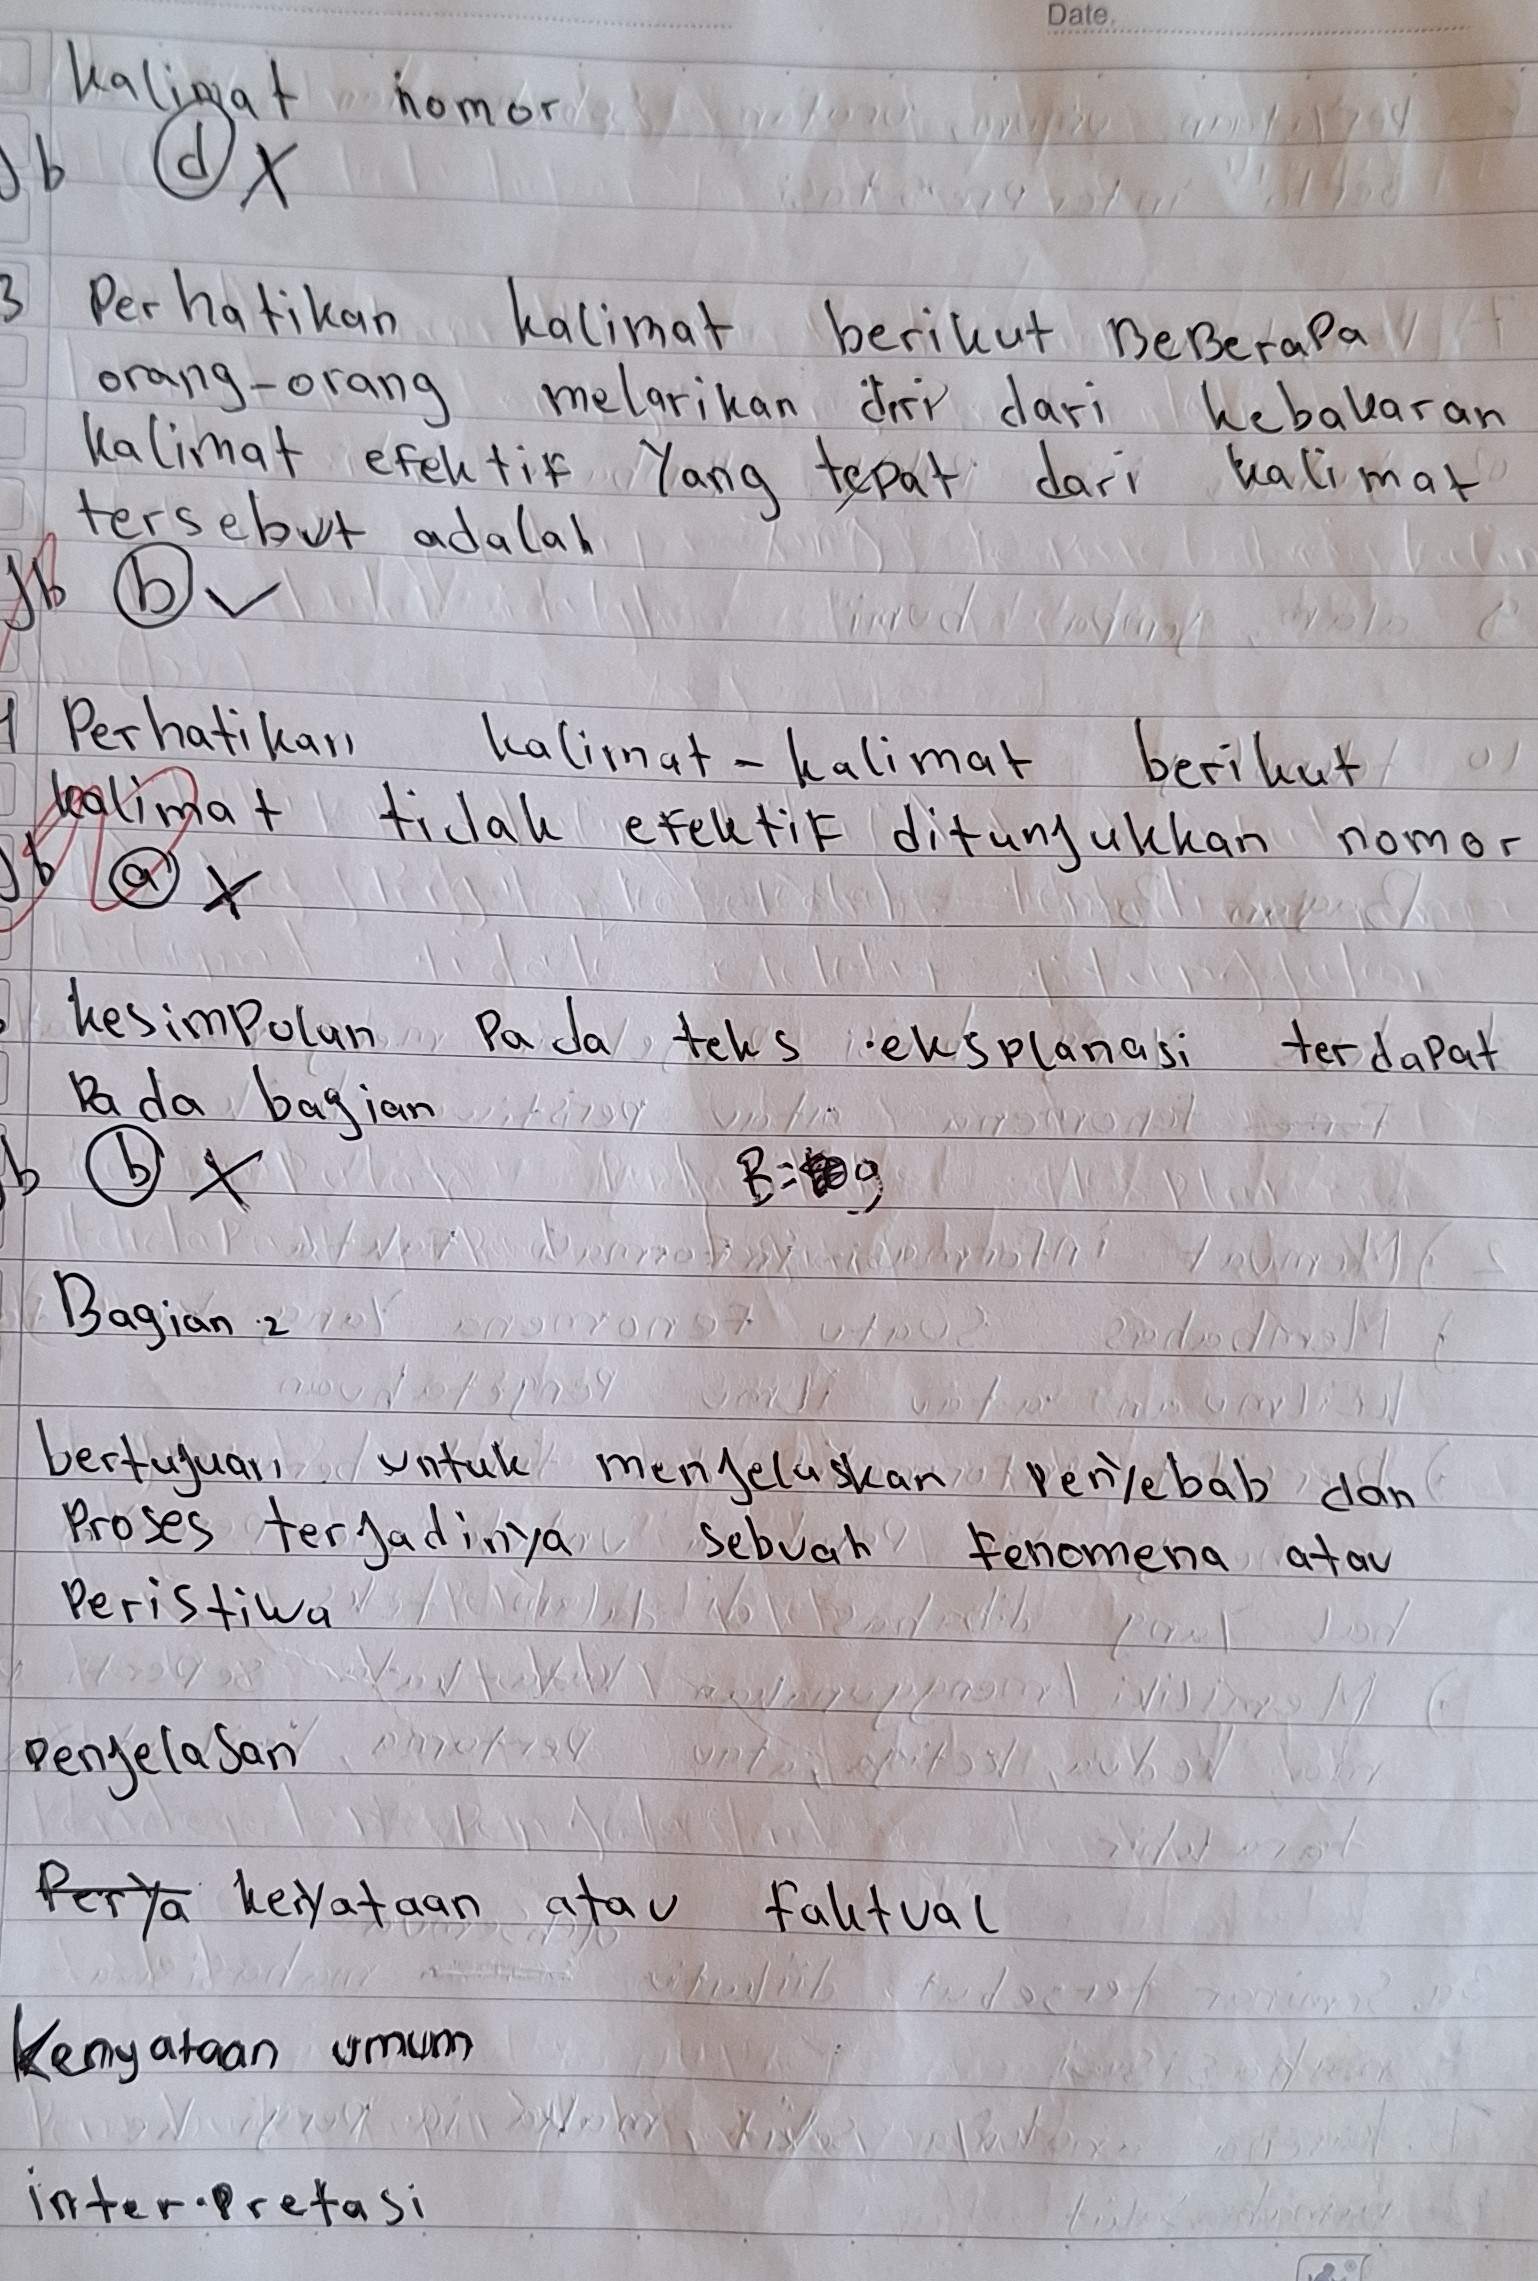 Date.
kalimat nomor
Jb d X
3 Perhatikan kalimat berikut BeBeraPa
orang-orang melarikan diri dari kebakaran
kalimat efektif Yang tepat dari kalimat
tersebut adalah
Jb b ✓
Perhatikan kalimat-kalimat berikut
kalimat tidak efektif ditunjukkan nomor
Jb a X
kesimPulan Pada teks eksplanasi terdaPat
Pada bagian
b b X B= 9
Bagian 2
bertujuan untuk menjelaskan Penyebab dan
Proses terjadinya sebuah fenomena atau
Peristiwa
Penjelasan
Perya kenyataan atau faktual
Kenyataan umum
inter.Pretasi